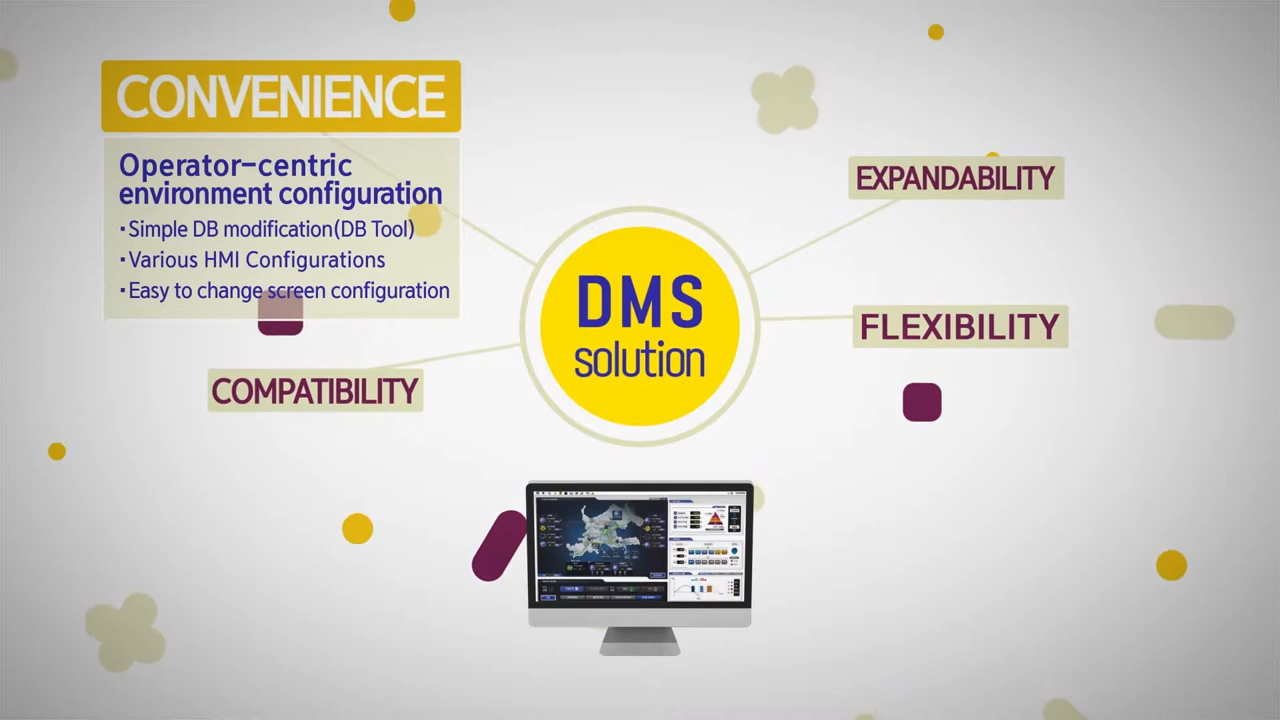 CONVENIENCE
Operator-centric
environment configuration
·Simple DB modification(DB Tool)
·Various HMI Configurations
·Easy to change screen configuration
COMPATIBILITY
DMS
solution
EXPANDABILITY
FLEXIBILITY